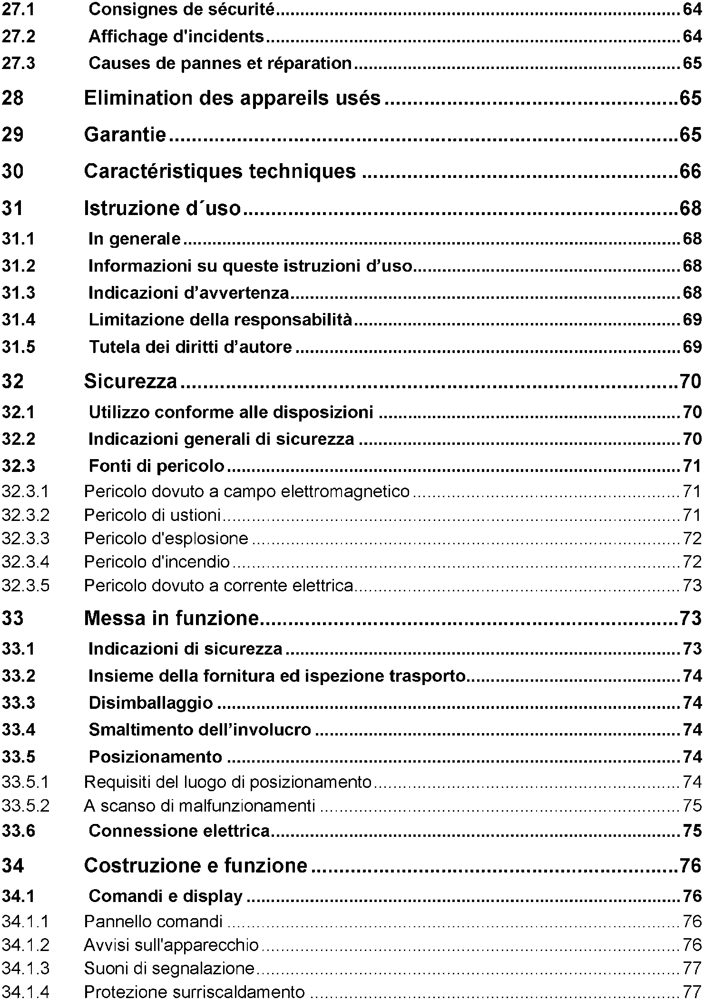 27.1 Consignes de sécurité 64
27.2 Affichage d'incidents 64
27.3 Causes de pannes et réparation 65
28 Elimination des appareils usés 65
29 Garantie 65
30 Caractéristiques techniques 66
31 Istruzione d´uso 68
31.1 In generale 68
31.2 Informazioni su queste istruzioni d’uso 68
31.3 Indicazioni d’avvertenza 68
31.4 Limitazione della responsabilità 69
31.5 Tutela dei diritti d’autore 69
32 Sicurezza 70
32.1 Utilizzo conforme alle disposizioni 70
32.2 Indicazioni generali di sicurezza 70
32.3 Fonti di pericolo 71
32.3.1 Pericolo dovuto a campo elettromagnetico 71
32.3.2 Pericolo di ustioni 71
32.3.3 Pericolo d'esplosione 72
32.3.4 Pericolo d'incendio 72
32.3.5 Pericolo dovuto a corrente elettrica 73
33 Messa in funzione 73
33.1 Indicazioni di sicurezza 73
33.2 Insieme della fornitura ed ispezione trasporto 74
33.3 Disimballaggio 74
33.4 Smaltimento dell’involucro 74
33.5 Posizionamento 74
33.5.1 Requisiti del luogo di posizionamento 74
33.5.2 A scanso di malfunzionamenti 75
33.6 Connessione elettrica 75
34 Costruzione e funzione 76
34.1 Comandi e display 76
34.1.1 Pannello comandi 76
34.1.2 Avvisi sull'apparecchio 76
34.1.3 Suoni di segnalazione 77
34.1.4 Protezione surriscaldamento 77